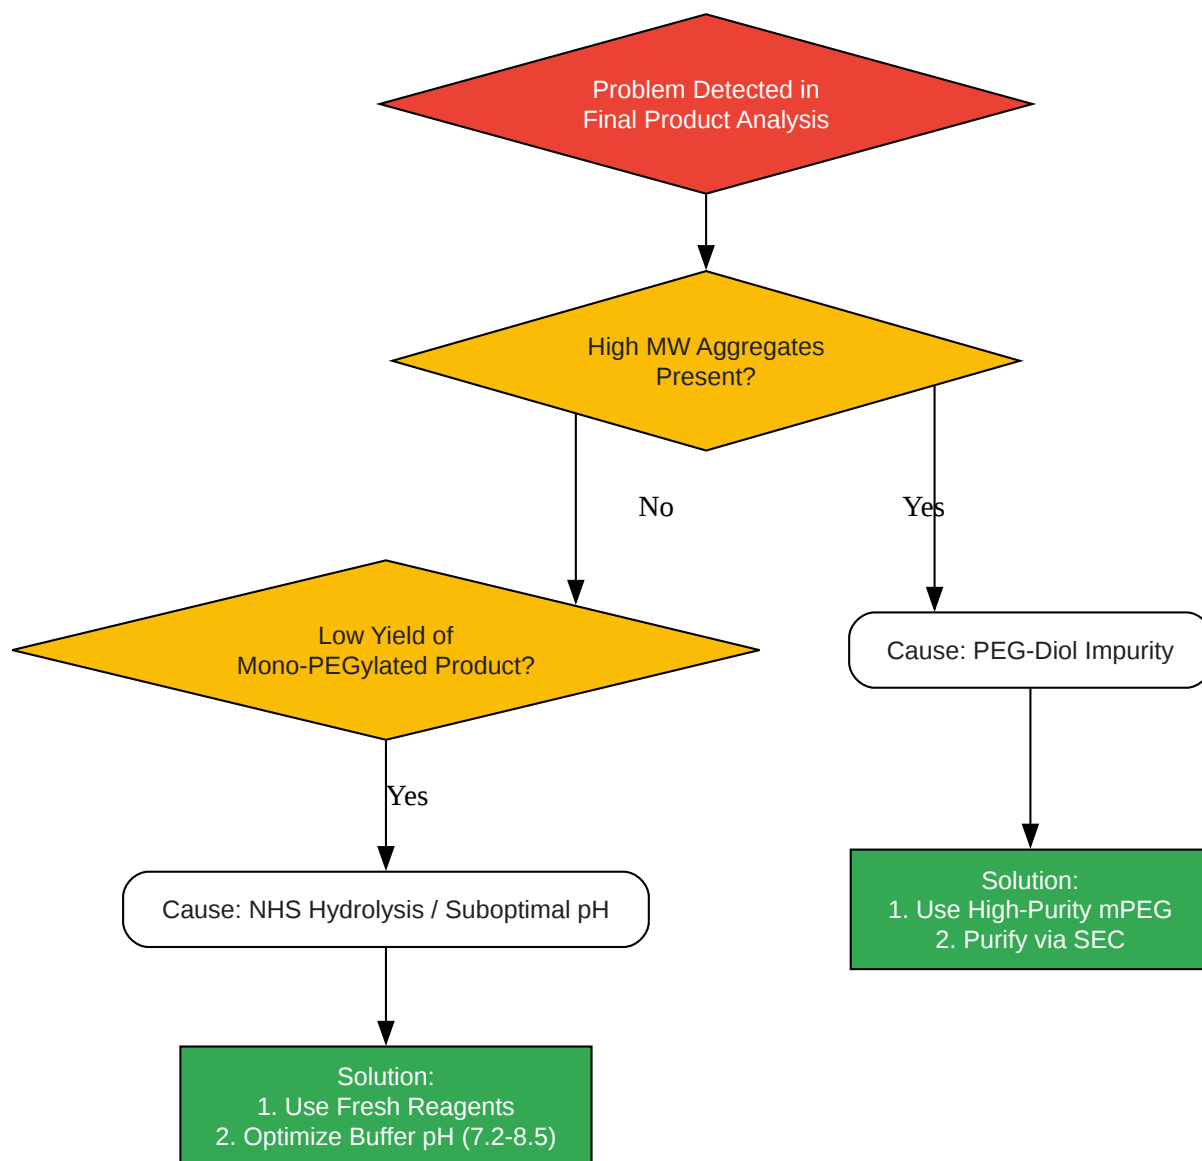 Problem Detected in
Final Product Analysis
High MW Aggregates
Present?
No
Yes
Low Yield of
Mono-PEGylated Product?
Cause: PEG-Diol Impurity
Yes
Cause: NHS Hydrolysis / Suboptimal pH
Solution:
1. Use High-Purity mPEG
2. Purify via SEC
Solution:
1. Use Fresh Reagents
2. Optimize Buffer pH (7.2-8.5)